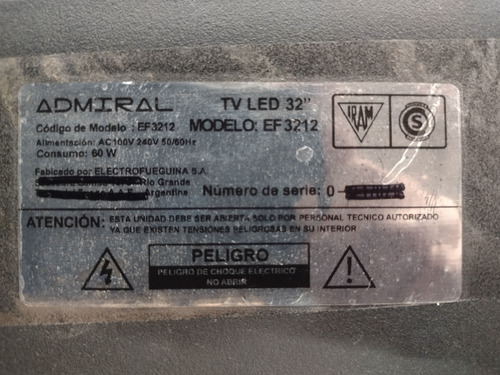 ADMIRAL TV LED 32"
Código de Modelo : EF3212 MODELO: EF3212
Alimentación: AC100V 240V 50/60Hz
Consumo: 60 W
IRAM
S
Fabricado por ELECTROFUEGUINA S.A.
Rio Grande
Argentina
Número de serie: 0
ATENCIÓN: ESTA UNIDAD DEBE SER ABIERTA SOLO POR PERSONAL TECNICO AUTORIZADO
YA QUE EXISTEN TENSIONES PELIGROSAS EN SU INTERIOR
PELIGRO
PELIGRO DE CHOQUE ELECTRICO
NO ABRIR